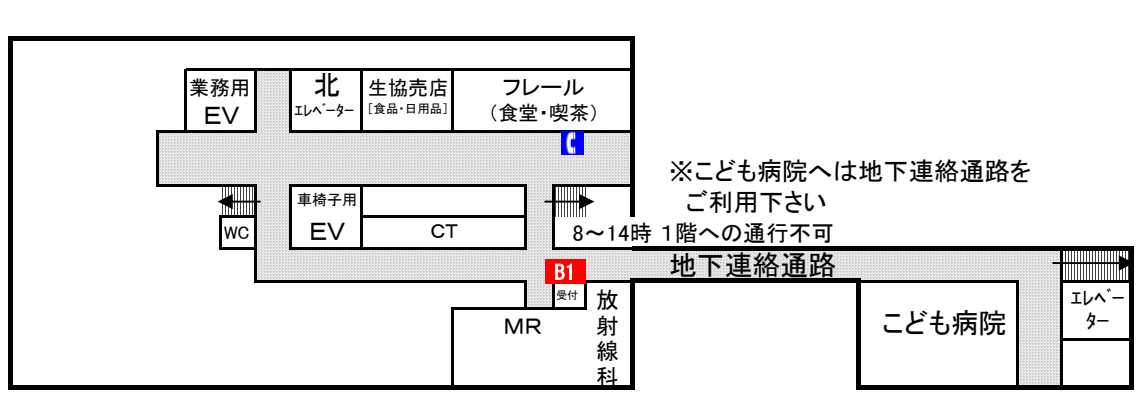 業務用
EV
北
ｴﾚﾍﾞｰﾀｰ
生協売店
[食品･日用品]
フレール
（食堂・喫茶）
※こども病院へは地下連絡通路を
ご利用下さい
8～14時 1階への通行不可
車椅子用
EV
WC
CT
地下連絡通路
B1
受付
放射線科
MR
こども病院
ｴﾚﾍﾞｰ
ﾀｰ